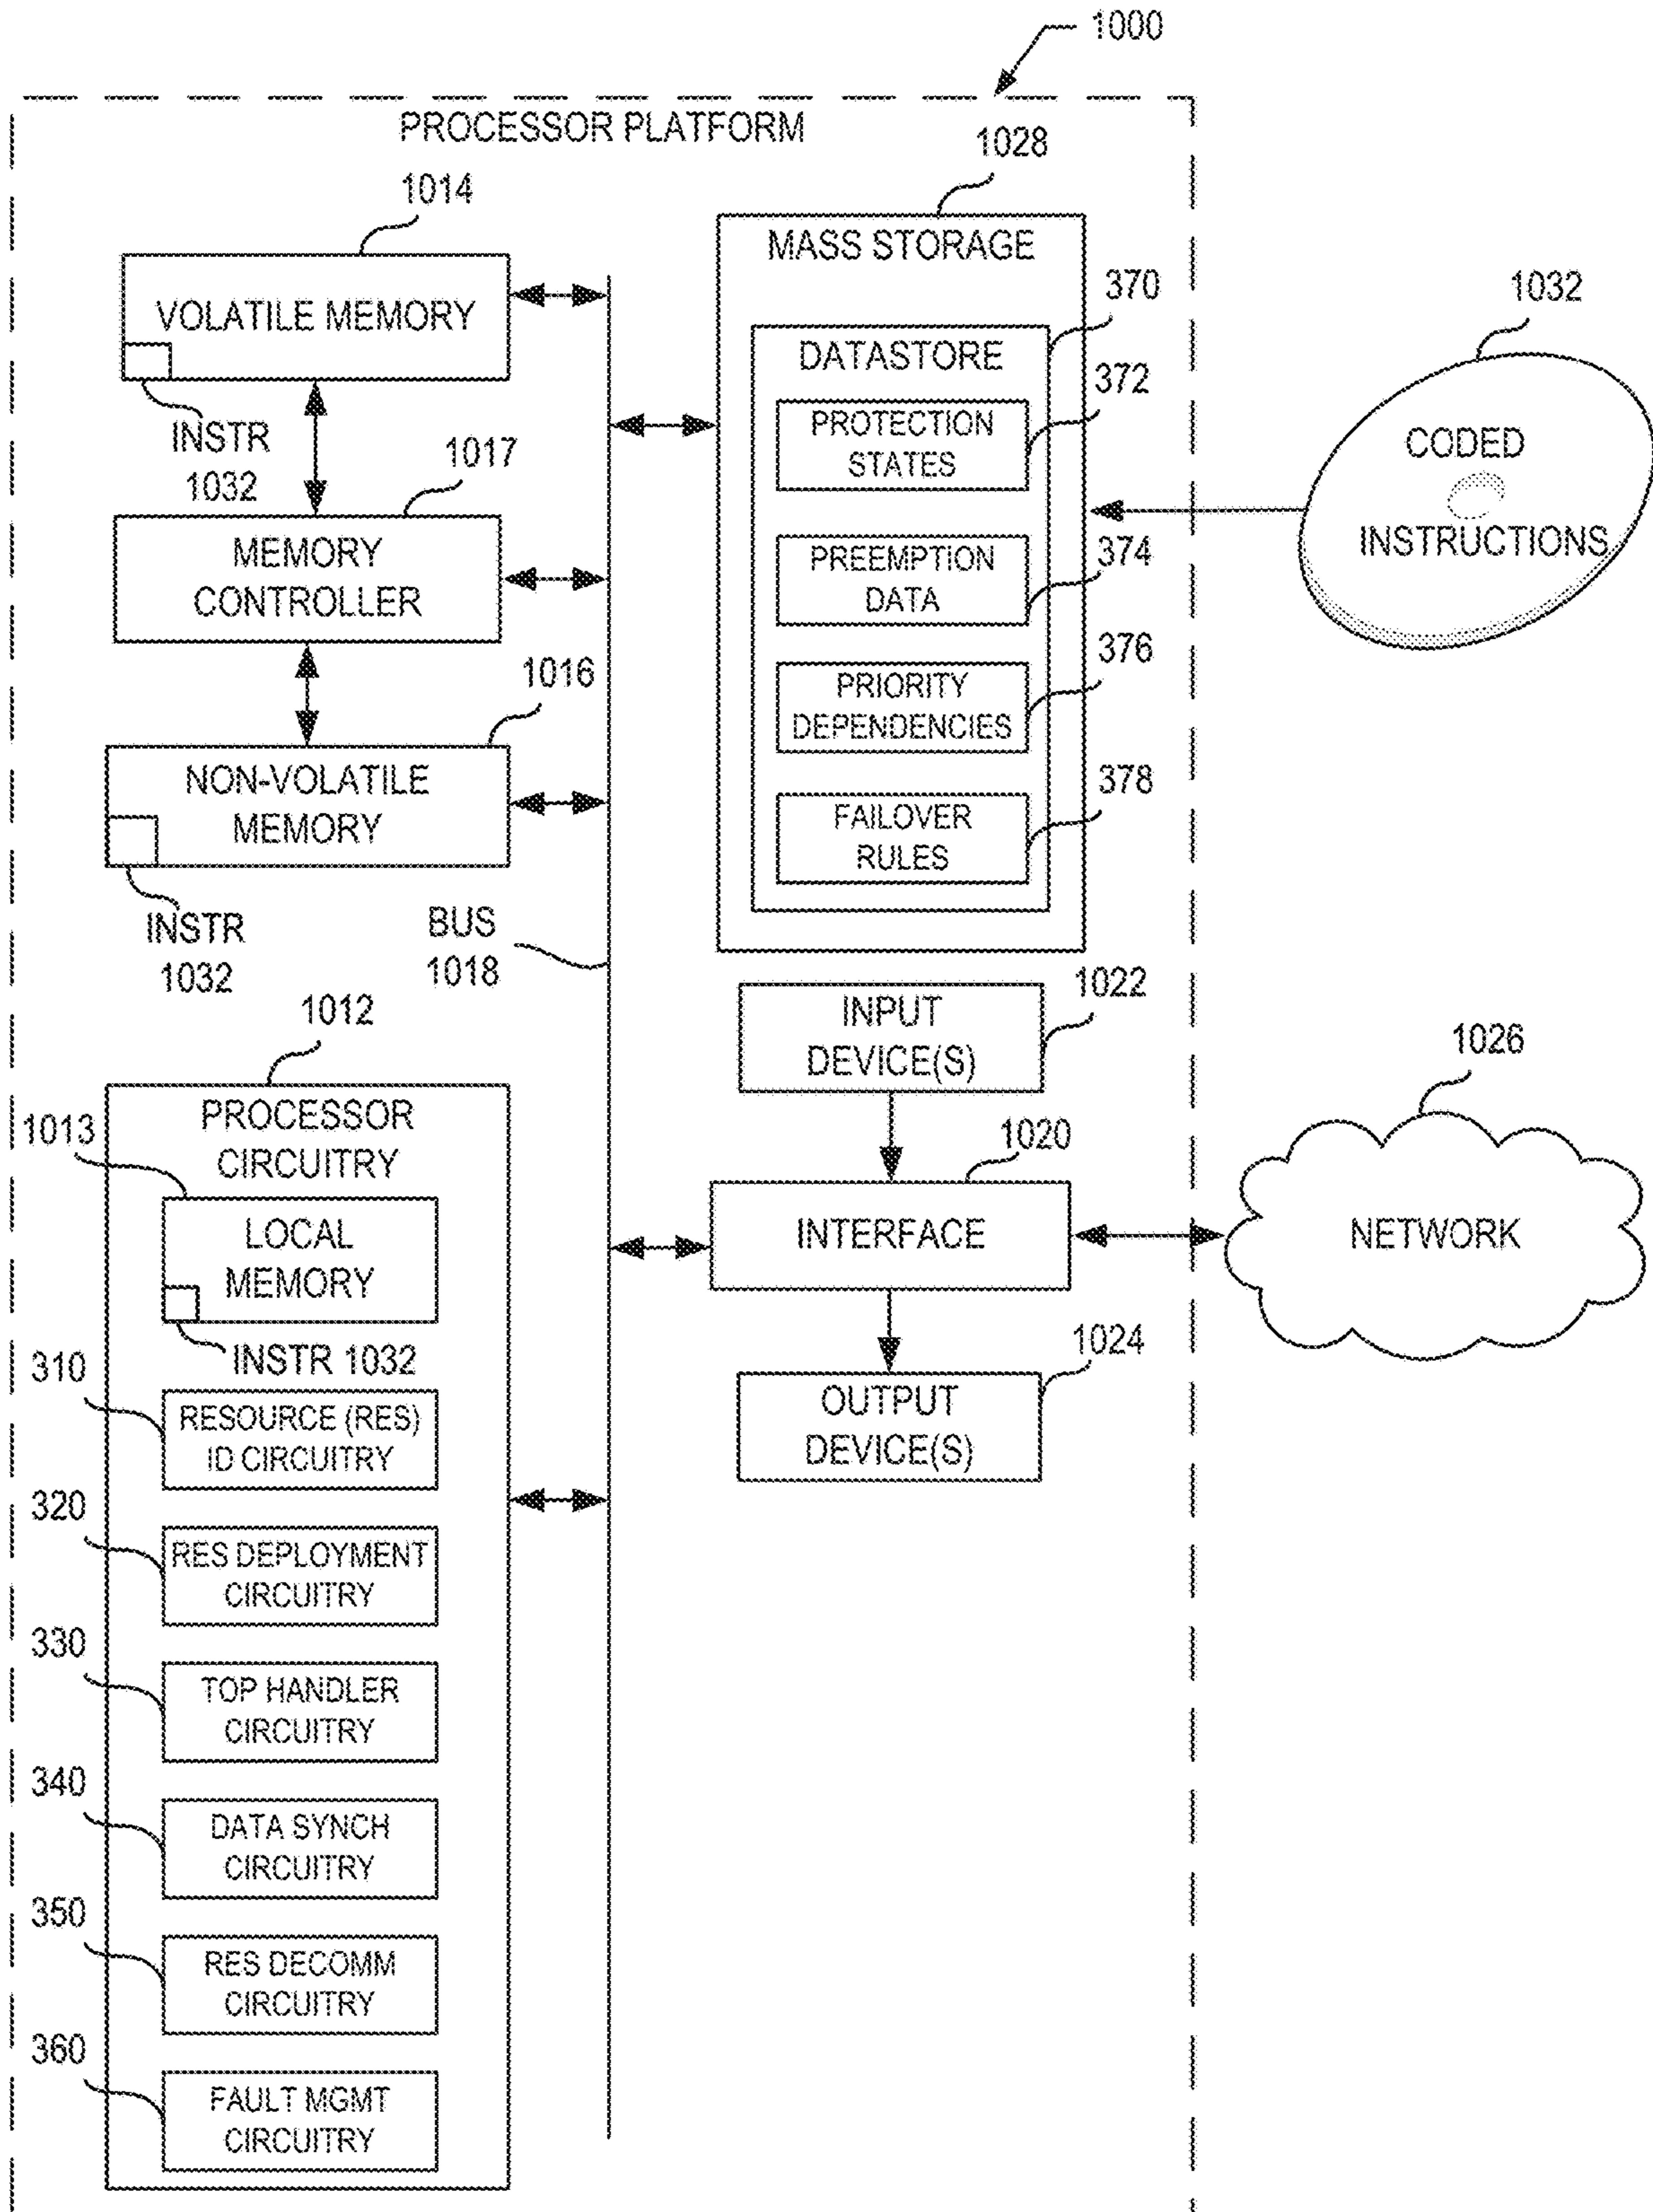 1000
PROCESSOR PLATFORM
1028
1014
MASS STORAGE
VOLATILE MEMORY
370
1032
DATASTORE
372
PROTECTION
STATES
INSTR
1032
1017
CODED
INSTRUCTIONS
MEMORY
CONTROLLER
374
PREEMPTION
DATA
1016
376
PRIORITY
DEPENDENCIES
NON-VOLATILE
MEMORY
378
FAILOVER
RULES
INSTR
1032
BUS
1018
1012
1022
INPUT
DEVICE(S)
1026
1013
PROCESSOR
CIRCUITRY
1020
LOCAL
MEMORY
INTERFACE
NETWORK
INSTR 1032
1024
310
RESOURCE (RES)
ID CIRCUITRY
OUTPUT
DEVICE(S)
320
RES DEPLOYMENT
CIRCUITRY
330
TOP HANDLER
CIRCUITRY
340
DATA SYNCH
CIRCUITRY
350
RES DECOMM
CIRCUITRY
360
FAULT MGMT
CIRCUITRY